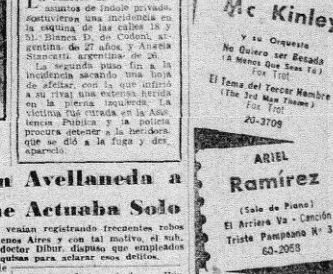 asuntos de índole privada,
sostuvieron una incidencia en
la esquina de las calles 18 y
51, Blanca D. de Codoni, ar-
gentina, de 27 años, y Angela
Stancatti, argentina, de 26.
La segunda puso fin a la
incidencia sacando una hoja
de afeitar, con la que infirió
a su rival una extensa herida
en la pierna izquierda. La
víctima fué curada en la Asis-
tencia Pública y la policía
procura detener a la heridora,
que se dió a la fuga y des-
apareció.
n Avellaneda a
e Actuaba Solo
venían registrando frecuentes robos
enos Aires y con tal motivo, el sub.
doctor Dibur, dispuso que empleados
quisas para aclarar esos delitos.
Mc Kinley
y su Orquesta
No Quiero ser Besada
(A Menos Que Seas Tú)
Fox Trot
El Tema del Tercer Hombre
(The 3rd Man Theme)
Fox Trot
20-3709
ARIEL
Ramírez
(Solo de Piano)
El Arriero Va - Canción
Triste Pampeano Nº 3
60-2058